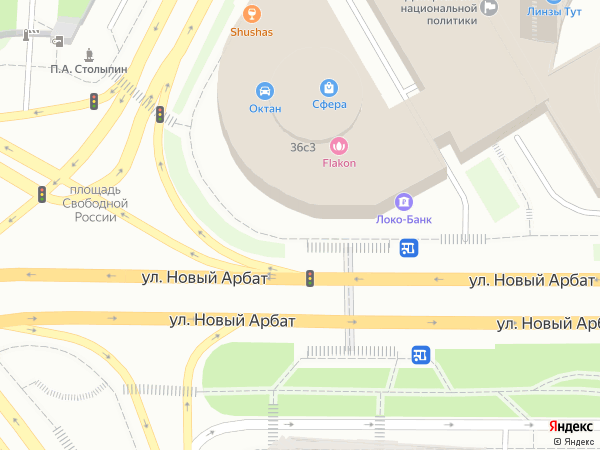 национальной
политики
Линзы Тут
Shushas
П.А. Столыпин
Октан
Сфера
36с3
Flakon
площадь
Свободной
России
Локо-Банк
ул. Новый Арбат
ул. Новый Арбат
ул. Новый Арбат
ул. Новый Арб
Яндекс
© Яндекс